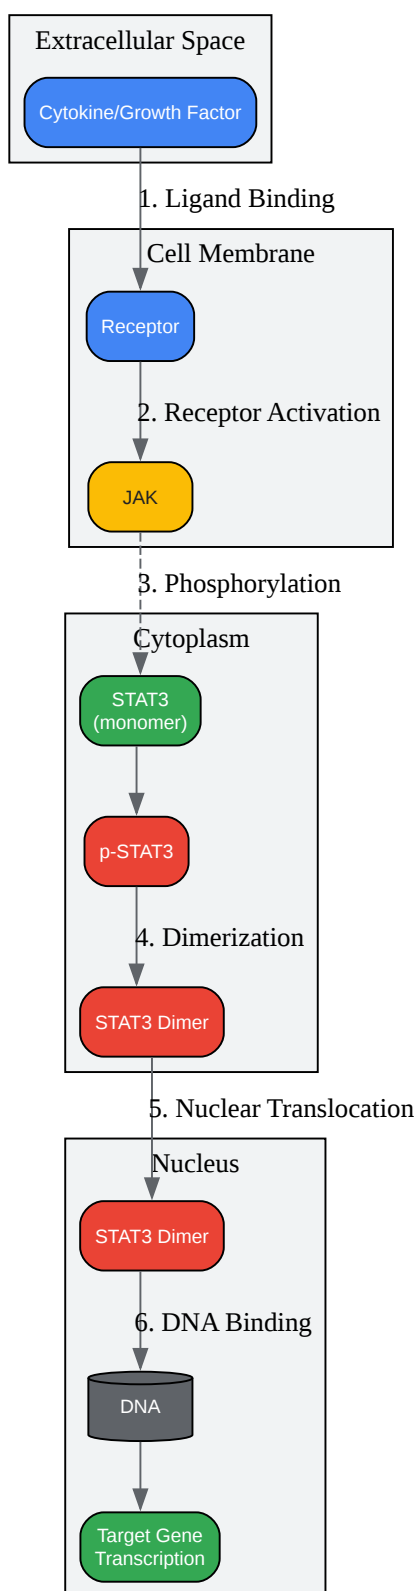 Extracellular Space
Cytokine/Growth Factor
1. Ligand Binding
Cell Membrane
Receptor
2. Receptor Activation
JAK
3. Phosphorylation
Cytoplasm
STAT3
(monomer)
p-STAT3
4. Dimerization
STAT3 Dimer
5. Nuclear Translocation
Nucleus
STAT3 Dimer
6. DNA Binding
DNA
Target Gene
Transcription